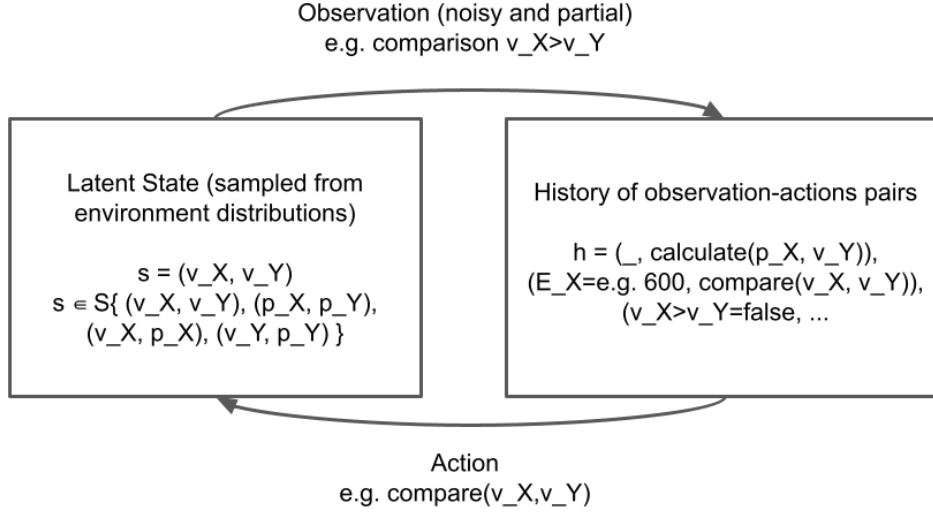 Observation (noisy and partial)
e.g. comparison v_X>v_Y
Latent State (sampled from
environment distributions)
s = (v_X, v_Y)
s ∈ S{ (v_X, v_Y), (p_X, p_Y),
(v_X, p_X), (v_Y, p_Y) }
History of observation-actions pairs
h = (_, calculate(p_X, v_Y)),
(E_X=e.g. 600, compare(v_X, v_Y)),
(v_X>v_Y=false, ...
Action
e.g. compare(v_X,v_Y)